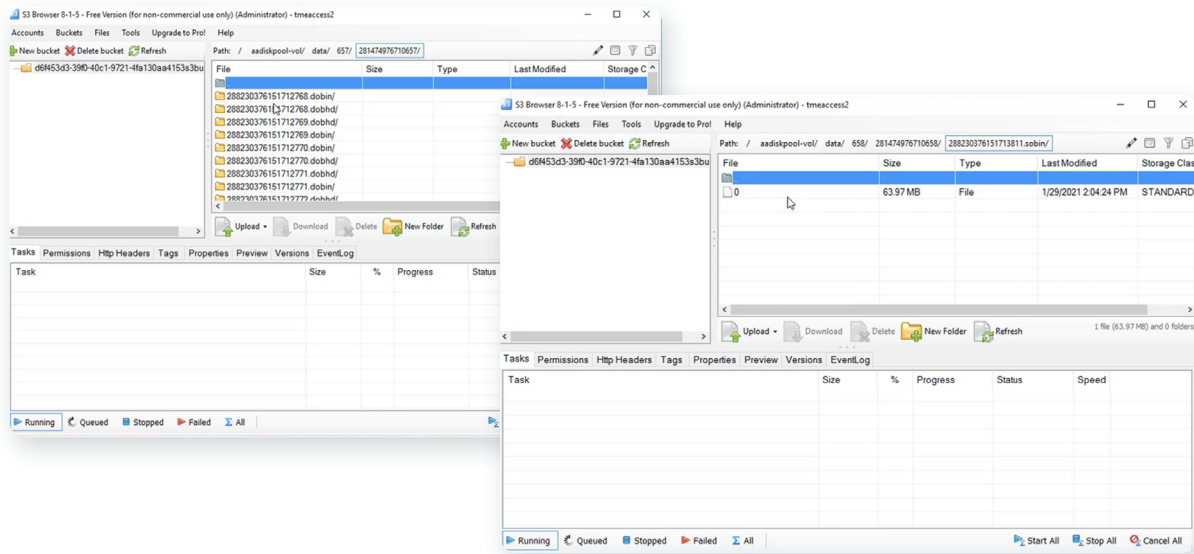 S3 Browser 8-1-5 - Free Version (for non-commercial use only) (Administrator) - tmeaccess2
Accounts Buckets Files Tools Upgrade to Pro! Help
New bucket Delete bucket Refresh
Path: / aadiskpool-vol/ data/ 657/ 281474976710657/
d6f453d3-39f0-40c1-9721-4fa130aa4153s3bu
File Size Type Last Modified Storage C
..
288230376151712768.dobin/
288230376151712768.dobhd/
288230376151712769.dobhd/
288230376151712769.dobin/
288230376151712770.dobhd/
288230376151712770.dobin/
288230376151712771.dobhd/
288230376151712771.dobin/
288230376151712772.dobhd/
Upload Download Delete New Folder Refresh
Tasks Permissions Http Headers Tags Properties Preview Versions EventLog
Task Size % Progress Status
Running Queued Stopped Failed All
S3 Browser 8-1-5 - Free Version (for non-commercial use only) (Administrator) - tmeaccess2
Accounts Buckets Files Tools Upgrade to Pro! Help
New bucket Delete bucket Refresh
Path: / aadiskpool-vol/ data/ 658/ 281474976710658/ 288230376151713811.sobin/
d6f453d3-39f0-40c1-9721-4fa130aa4153s3bu
File Size Type Last Modified Storage Clas
..
0 63.97 MB File 1/29/2021 2:04:24 PM STANDARD
Upload Download Delete New Folder Refresh
1 file (63.97 MB) and 0 folders
Tasks Permissions Http Headers Tags Properties Preview Versions EventLog
Task Size % Progress Status Speed
Running Queued Stopped Failed All
Start All Stop All Cancel All